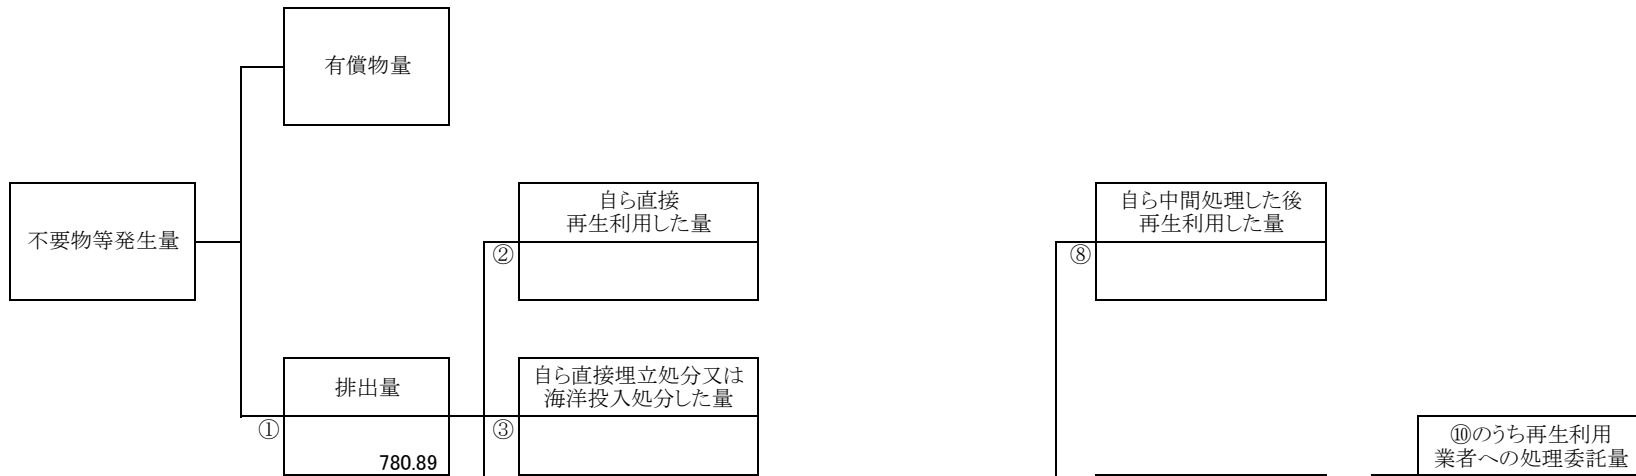 有償物量
不要物等発生量
自ら直接
再生利用した量
②
自ら中間処理した後
再生利用した量
⑧
排出量
①
780.89
自ら直接埋立処分又は
海洋投入処分した量
③
⑩のうち再生利用
業者への処理委託量